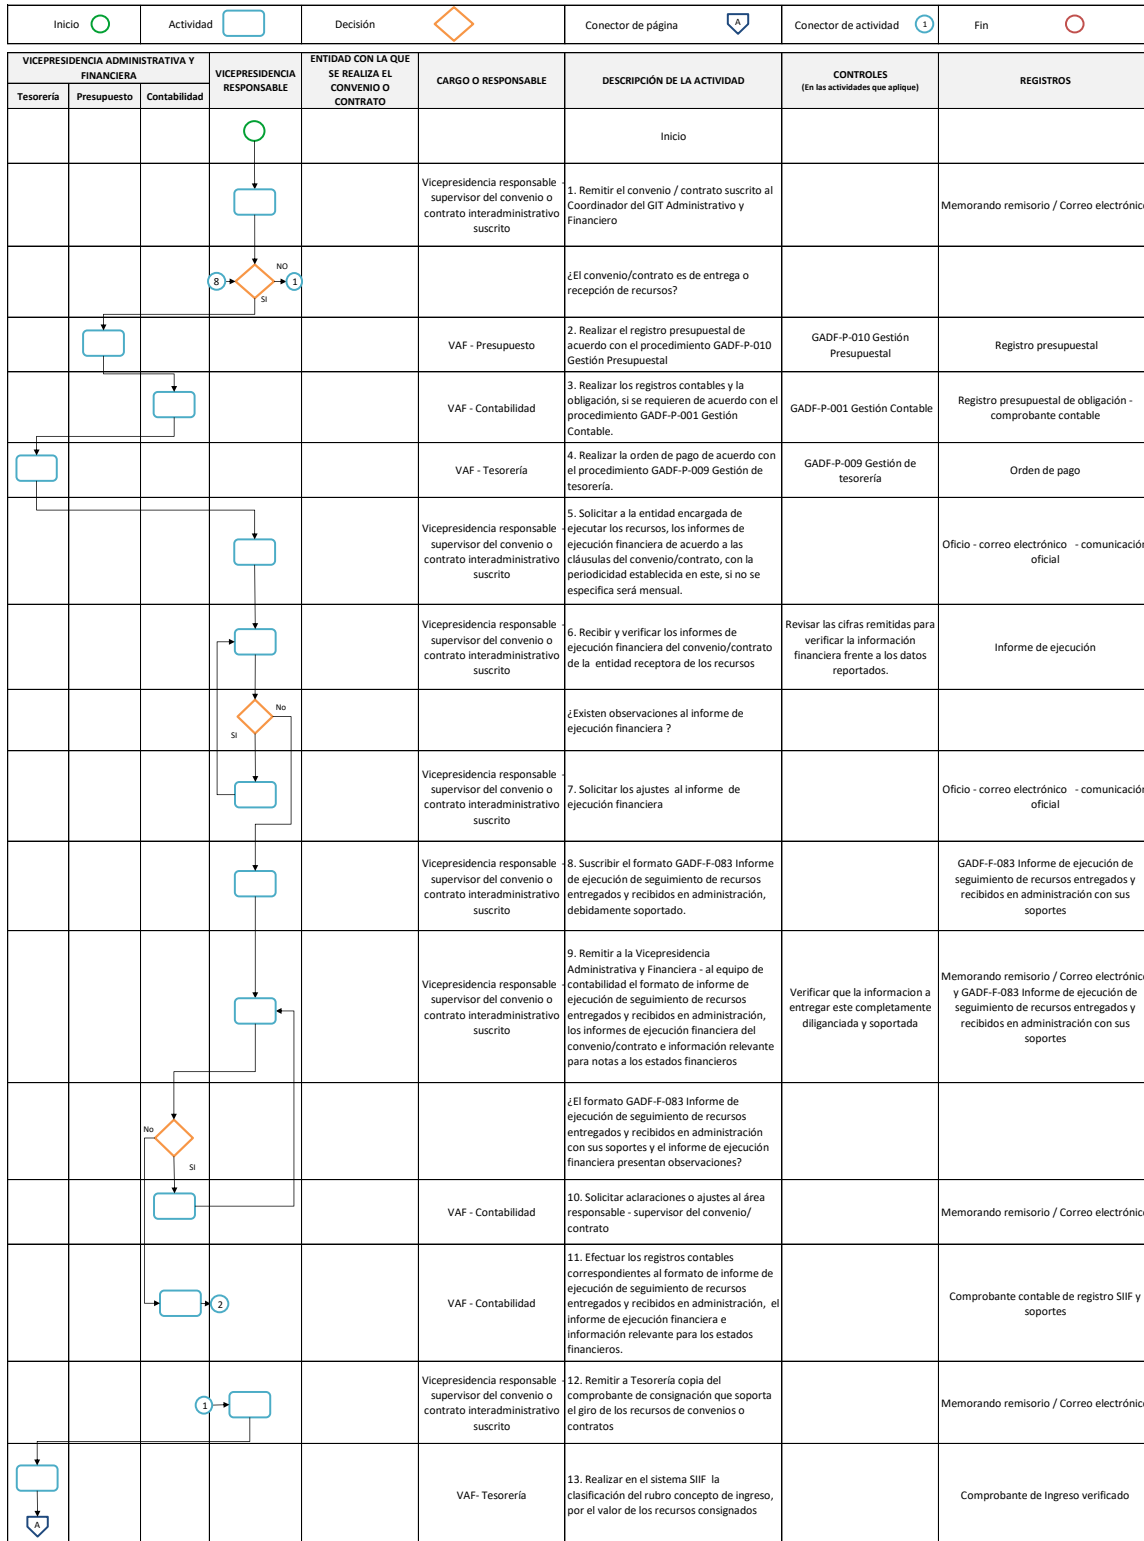 Inicio
Actividad
Decisión
Conector de página
A
Conector de actividad
1
Fin
VICEPRESIDENCIA ADMINISTRATIVA Y
FINANCIERA
Tesorería
Presupuesto
Contabilidad
VICEPRESIDENCIA
RESPONSABLE
ENTIDAD CON LA QUE
SE REALIZA EL
CONVENIO O
CONTRATO
CARGO O RESPONSABLE
DESCRIPCIÓN DE LA ACTIVIDAD
CONTROLES
(En las actividades que aplique)
REGISTROS
Inicio
Vicepresidencia responsable -
supervisor del convenio o
contrato interadministrativo
suscrito
1. Remitir el convenio / contrato suscrito al
Coordinador del GIT Administrativo y
Financiero
Memorando remisorio / Correo electrónico
8
NO
1
SI
¿El convenio/contrato es de entrega o
recepción de recursos?
VAF - Presupuesto
2. Realizar el registro presupuestal de
acuerdo con el procedimiento GADF-P-010
Gestión Presupuestal
GADF-P-010 Gestión
Presupuestal
Registro presupuestal
VAF - Contabilidad
3. Realizar los registros contables y la
obligación, si se requieren de acuerdo con el
procedimiento GADF-P-001 Gestión
Contable.
GADF-P-001 Gestión Contable
Registro presupuestal de obligación -
comprobante contable
VAF - Tesorería
4. Realizar la orden de pago de acuerdo con
el procedimiento GADF-P-009 Gestión de
tesorería.
GADF-P-009 Gestión de
tesorería
Orden de pago
Vicepresidencia responsable -
supervisor del convenio o
contrato interadministrativo
suscrito
5. Solicitar a la entidad encargada de
ejecutar los recursos, los informes de
ejecución financiera de acuerdo a las
cláusulas del convenio/contrato, con la
periodicidad establecida en este, si no se
especifica será mensual.
Oficio - correo electrónico - comunicación
oficial
Vicepresidencia responsable -
supervisor del convenio o
contrato interadministrativo
suscrito
6. Recibir y verificar los informes de
ejecución financiera del convenio/contrato
de la entidad receptora de los recursos
Revisar las cifras remitidas para
verificar la información
financiera frente a los datos
reportados.
Informe de ejecución
No
SI
¿Existen observaciones al informe de
ejecución financiera ?
Vicepresidencia responsable -
supervisor del convenio o
contrato interadministrativo
suscrito
7. Solicitar los ajustes al informe de
ejecución financiera
Oficio - correo electrónico - comunicación
oficial
Vicepresidencia responsable -
supervisor del convenio o
contrato interadministrativo
suscrito
8. Suscribir el formato GADF-F-083 Informe
de ejecución de seguimiento de recursos
entregados y recibidos en administración,
debidamente soportado.
GADF-F-083 Informe de ejecución de
seguimiento de recursos entregados y
recibidos en administración con sus
soportes
Vicepresidencia responsable -
supervisor del convenio o
contrato interadministrativo
suscrito
9. Remitir a la Vicepresidencia
Administrativa y Financiera - al equipo de
contabilidad el formato de informe de
ejecución de seguimiento de recursos
entregados y recibidos en administración,
los informes de ejecución financiera del
convenio/contrato e información relevante
para notas a los estados financieros
Verificar que la informacion a
entregar este completamente
diliganciada y soportada
Memorando remisorio / Correo electrónico
y GADF-F-083 Informe de ejecución de
seguimiento de recursos entregados y
recibidos en administración con sus
soportes
No
SI
¿El formato GADF-F-083 Informe de
ejecución de seguimiento de recursos
entregados y recibidos en administración
con sus soportes y el informe de ejecución
financiera presentan observaciones?
VAF - Contabilidad
10. Solicitar aclaraciones o ajustes al área
responsable - supervisor del convenio/
contrato
Memorando remisorio / Correo electrónico
2
VAF - Contabilidad
11. Efectuar los registros contables
correspondientes al formato de informe de
ejecución de seguimiento de recursos
entregados y recibidos en administración, el
informe de ejecución financiera e
información relevante para los estados
financieros.
Comprobante contable de registro SIIF y
soportes
1
Vicepresidencia responsable -
supervisor del convenio o
contrato interadministrativo
suscrito
12. Remitir a Tesorería copia del
comprobante de consignación que soporta
el giro de los recursos de convenios o
contratos
Memorando remisorio / Correo electrónico
A
VAF- Tesorería
13. Realizar en el sistema SIIF la
clasificación del rubro concepto de ingreso,
por el valor de los recursos consignados
Comprobante de Ingreso verificado